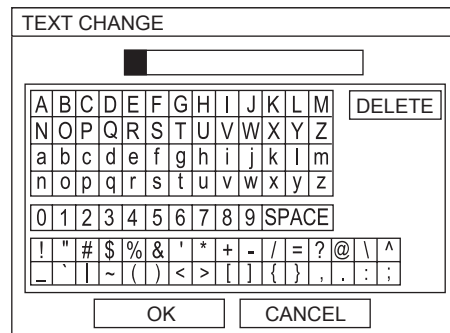 TEXT CHANGE
A B C D E F G H I J K L M DELETE
N O P Q R S T U V W X Y Z
a b c d e f g h i j k l m
n o p q r s t u v w x y z
0 1 2 3 4 5 6 7 8 9 SPACE
! " # $ % & ' * + - / = ? @ \ ^
_ ` | ~ ( ) < > [ ] { } , . : ;
OK CANCEL